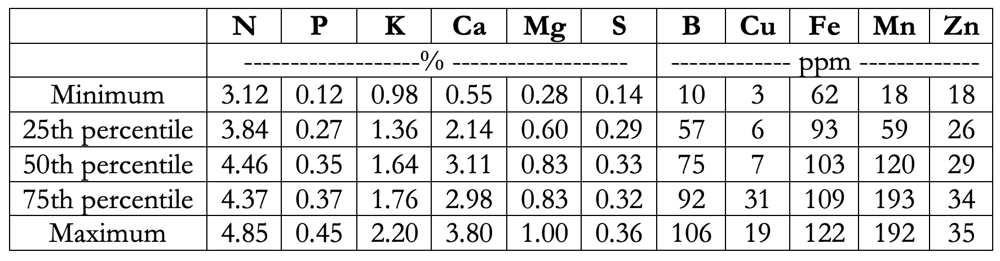 N P K Ca Mg S B Cu Fe Mn Zn
-------------------% ------------------- ------------- ppm -------------
Minimum 3.12 0.12 0.98 0.55 0.28 0.14 10 3 62 18 18
25th percentile 3.84 0.27 1.36 2.14 0.60 0.29 57 6 93 59 26
50th percentile 4.46 0.35 1.64 3.11 0.83 0.33 75 7 103 120 29
75th percentile 4.37 0.37 1.76 2.98 0.83 0.32 92 31 109 193 34
Maximum 4.85 0.45 2.20 3.80 1.00 0.36 106 19 122 192 35